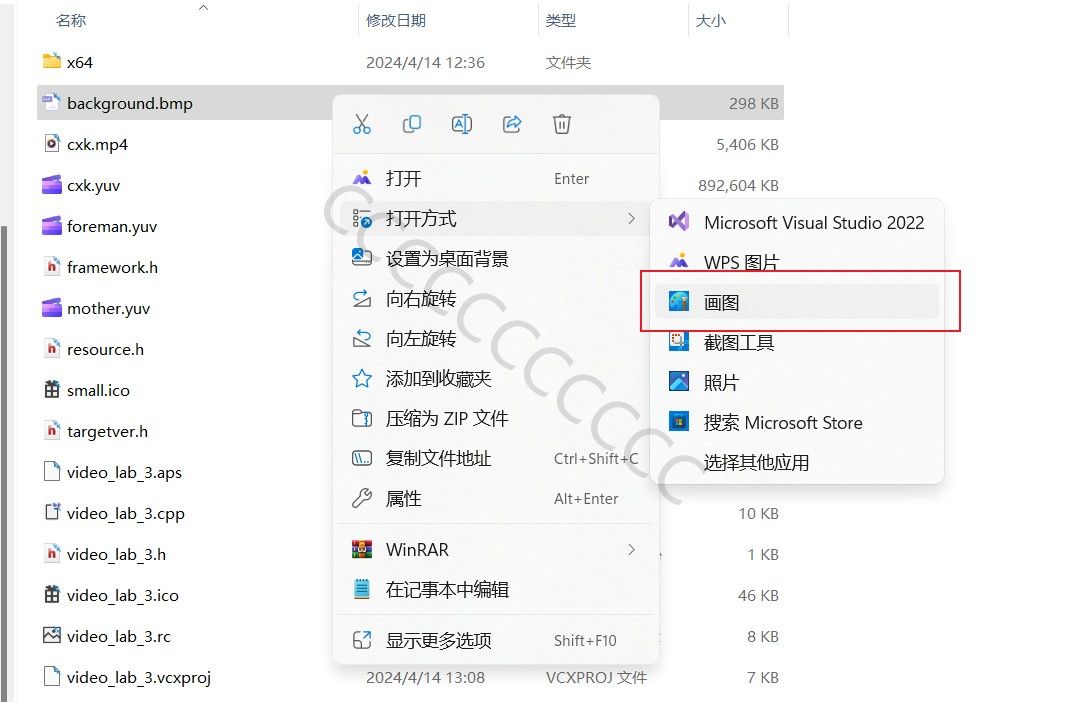 名称 修改日期 类型 大小
x64 2024/4/14 12:36 文件夹
background.bmp 298 KB
cxk.mp4 5,406 KB
打开 Enter
cxk.yuv 892,604 KB
打开方式
Microsoft Visual Studio 2022
foreman.yuv
设置为桌面背景
WPS 图片
framework.h
向右旋转
画图
mother.yuv
向左旋转
截图工具
resource.h
添加到收藏夹
照片
small.ico
压缩为 ZIP 文件
搜索 Microsoft Store
targetver.h
复制文件地址 Ctrl+Shift+C
选择其他应用
video_lab_3.aps
属性 Alt+Enter
video_lab_3.cpp 10 KB
WinRAR
video_lab_3.h 1 KB
在记事本中编辑
video_lab_3.ico 46 KB
video_lab_3.rc 8 KB
显示更多选项 Shift+F10
video_lab_3.vcxproj 2024/4/14 13:08 VCXPROJ 文件 7 KB
CCCCCCCCCCCC